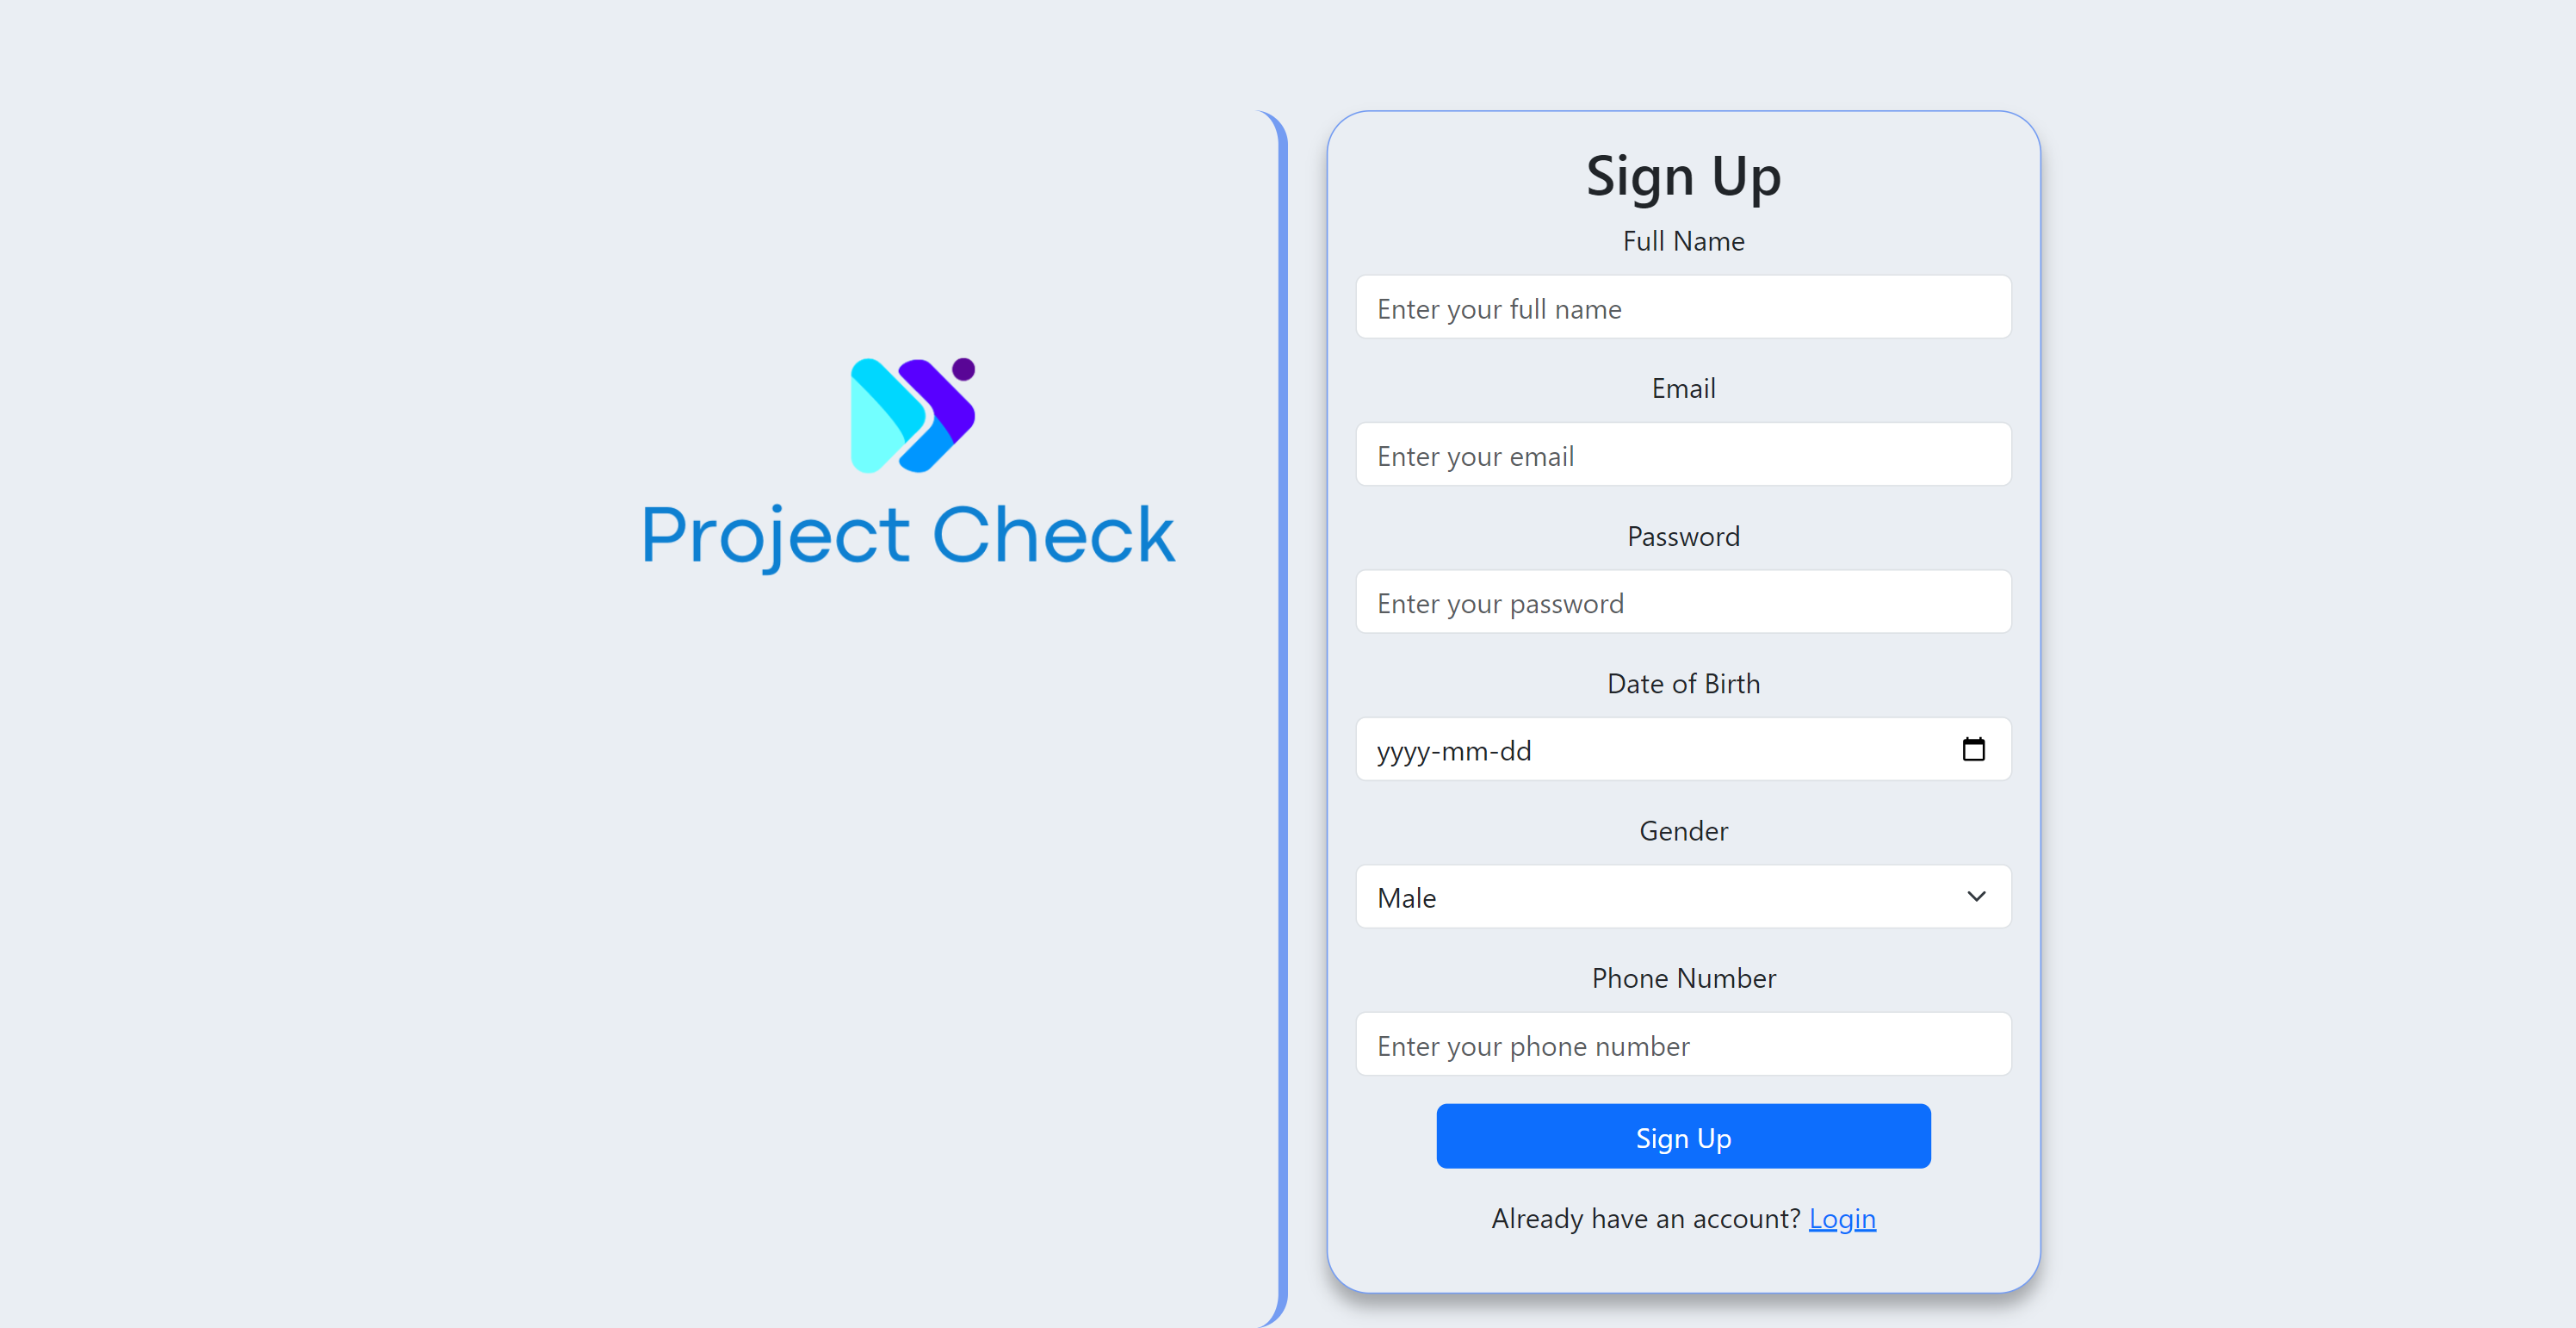 Project Check
Sign Up
Full Name
Enter your full name
Email
Enter your email
Password
Enter your password
Date of Birth
yyyy-mm-dd
Gender
Male
Phone Number
Enter your phone number
Sign Up
Already have an account? Login